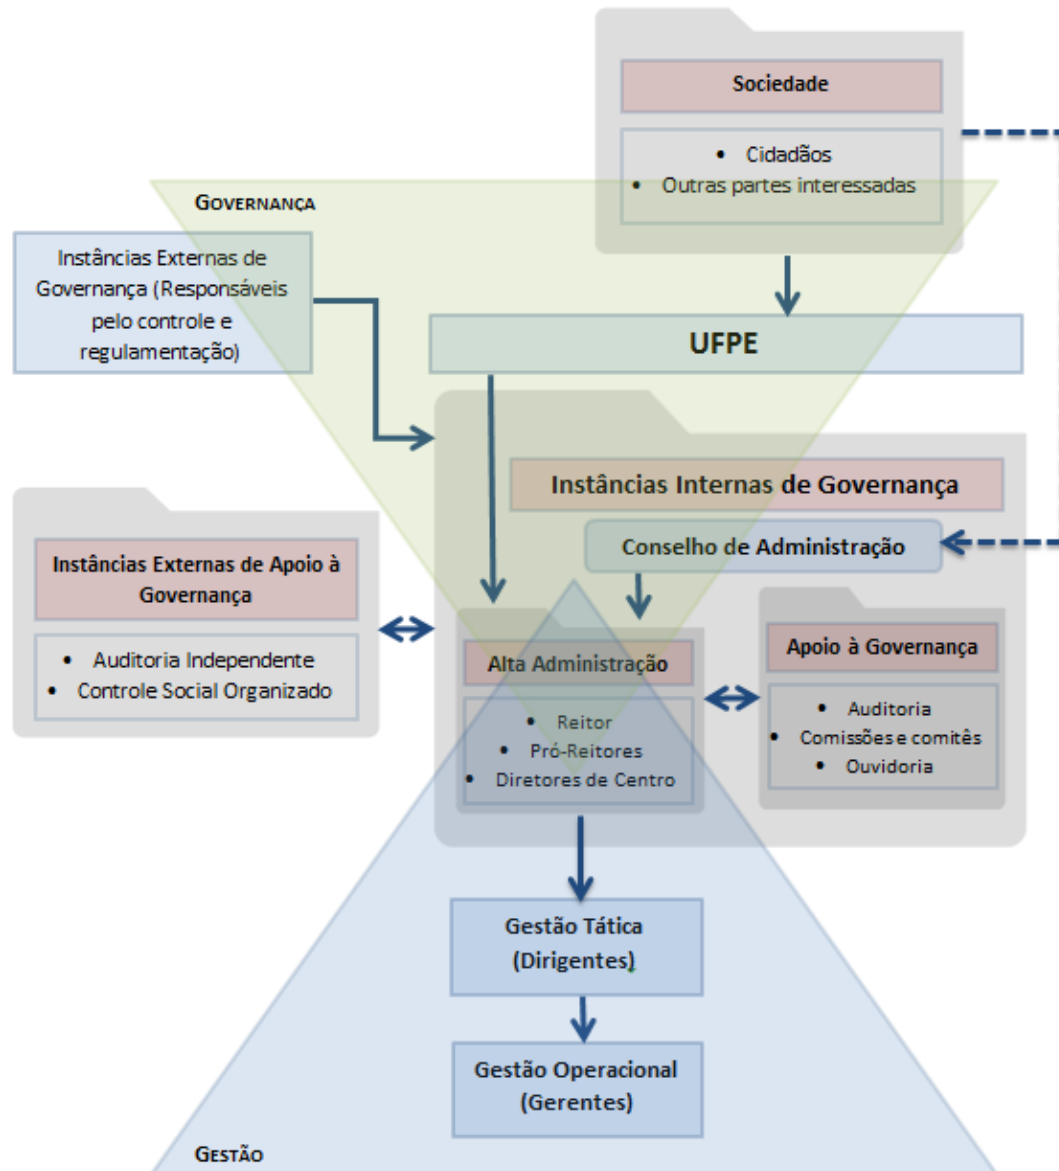 Sociedade
• Cidadãos
• Outras partes interessadas
GOVERNANÇA
Instâncias Externas de
Governança (Responsáveis
pelo controle e
regulamentação)
UFPE
Instâncias Internas de Governança
Conselho de Administração
Instâncias Externas de Apoio à
Governança
• Auditoria Independente
• Controle Social Organizado
Alta Administração
• Reitor
• Pró-Reitores
• Diretores de Centro
Apoio à Governança
• Auditoria
• Comissões e comitês
• Ouvidoria
Gestão Tática
(Dirigentes)
Gestão Operacional
(Gerentes)
GESTÃO